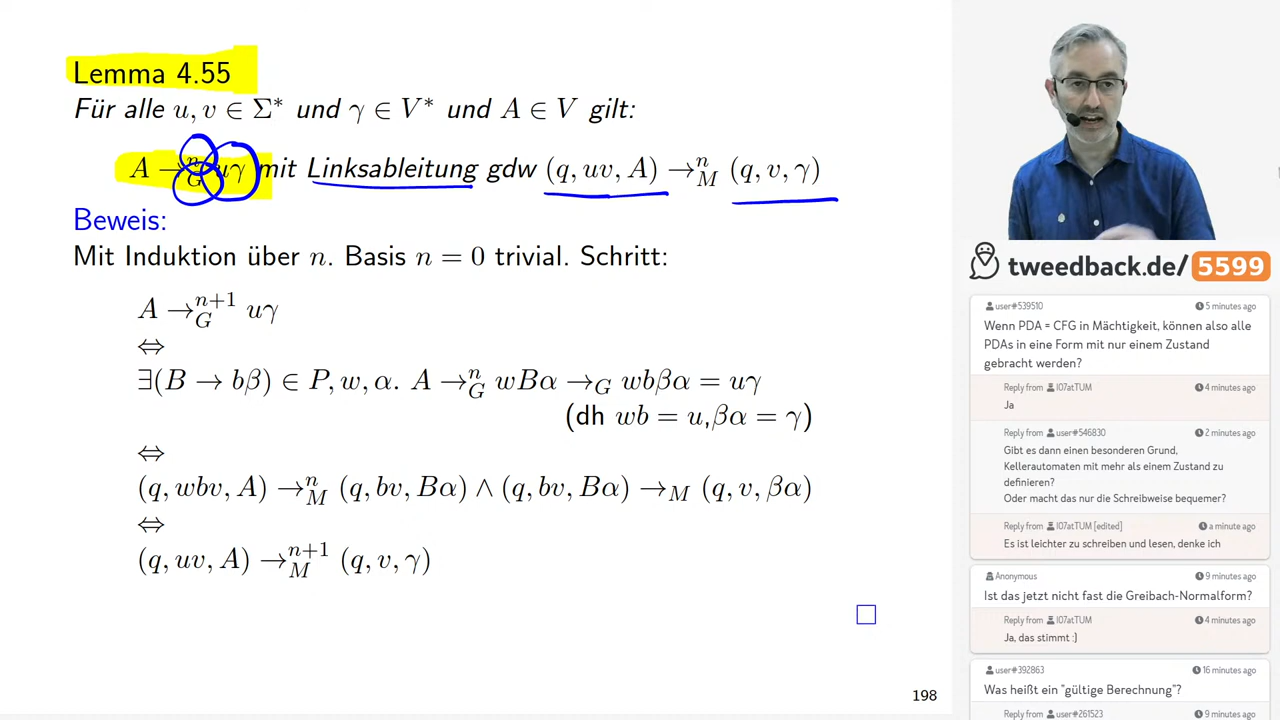 Lemma 4.55
Für alle u, v ∈ Σ* und γ ∈ V* und A ∈ V gilt:
A →ⁿ_G uγ mit Linksableitung gdw (q, uv, A) →ⁿ_M (q, v, γ)
Beweis:
Mit Induktion über n. Basis n = 0 trivial. Schritt:
A →ⁿ⁺¹_G uγ
⇔
∃(B → bβ) ∈ P, w, α. A →ⁿ_G wBα →_G wbβα = uγ
(dh wb = u,βα = γ)
⇔
(q, wbv, A) →ⁿ_M (q, bv, Bα) ∧ (q, bv, Bα) →_M (q, v, βα)
⇔
(q, uv, A) →ⁿ⁺¹_M (q, v, γ)
198
tweedback.de/ 5599
user#539510 5 minutes ago
Wenn PDA = CFG in Mächtigkeit, können also alle
PDAs in eine Form mit nur einem Zustand
gebracht werden?
Reply from I07atTUM 4 minutes ago
Ja
Reply from user#546830 2 minutes ago
Gibt es dann einen besonderen Grund,
Kellerautomaten mit mehr als einem Zustand zu
definieren?
Oder macht das nur die Schreibweise bequemer?
Reply from I07atTUM [edited] a minute ago
Es ist leichter zu schreiben und lesen, denke ich
Anonymous 9 minutes ago
Ist das jetzt nicht fast die Greibach-Normalform?
Reply from I07atTUM 4 minutes ago
Ja, das stimmt :)
user#392863 16 minutes ago
Was heißt ein "gültige Berechnung"?
Reply from user#261523 9 minutes ago